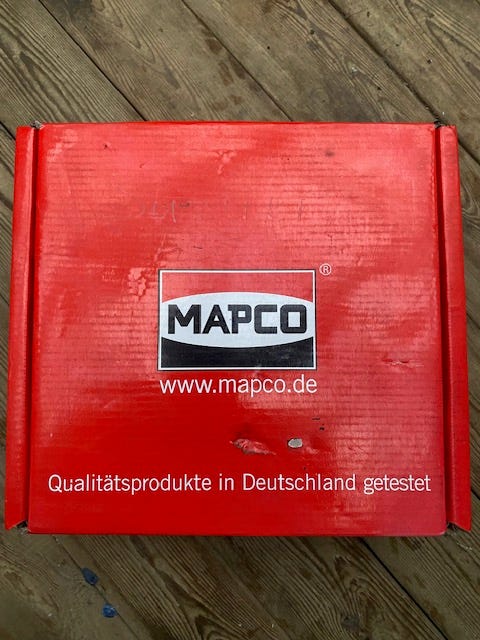 ®
MAPCO
www.mapco.de
Qualitätsprodukte in Deutschland getestet